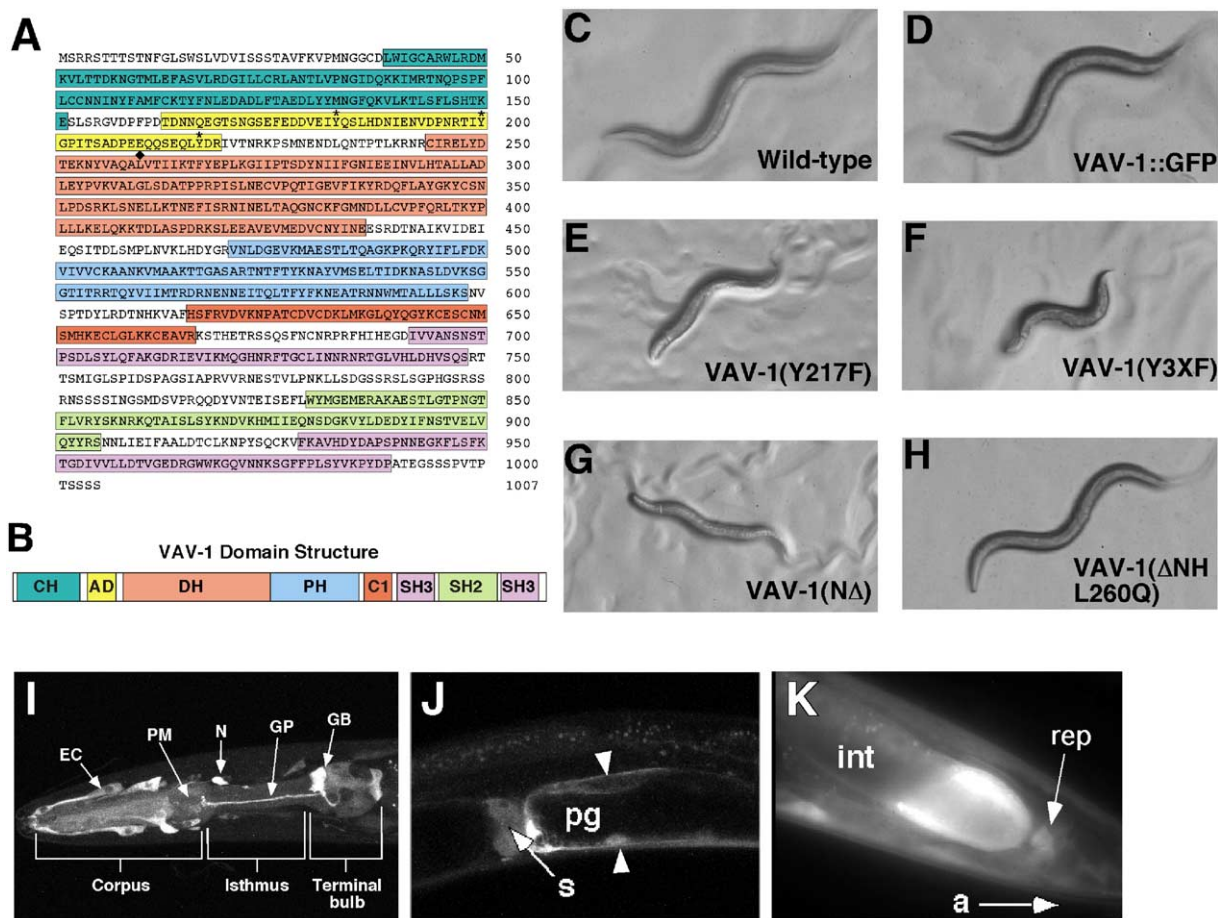 A
MSRRSTTTSTNFGLSWSLVDVISSSTAVFKVPMNGGCDLWIGCARWLRDM 50
KVLTTDKNGTMLEFASVLRDGILLCRLANTLVPNGIDQKKIMRTNQPSPF 100
LCCNNINYFAMFCKTYFNLEDADLFTAEDLYYMNGFQKVLKTLSFLSHTK 150
ESLSRGVDPFPDTDNNQEGTSNGSEFEDDVEIYQSLHDNIENVDPNRTIY 200
GPITSADPEEQQSEQLYDRIVTNRKPSMNENDLQNTPTLKRNRCIRELYD 250
TEKNYVAQALVTIIKTFYEPLKGIIPTSDYNIIFGNIEEINVLHTALLAD 300
LEYPVKVALGLSDATPPRPISLNECVPQTIGEVFIKYRDQFLAYGKYCSN 350
LPDSRKLSNELLKTNEFISRNINELTAQGNCKFGMNDLLCVPFQRLTKYP 400
LLLKELQKKTDLASPDRKSLEEAVEVMEDVCNYINEESRDTNAIKVIDEI 450
EQSITDLSMPLNVKLHDYGRVNLDGEVKMAESTLTQAGKPKQRYIFLFDK 500
VIVVCKAANKVMAAKTTGASARTNTFTYKNAYVMSELTIDKNASLDVKSG 550
GTITRRTQYVIIMTRDRNENNEITQLTFYFKNEATRNNWMTALLLSKSNV 600
SPTDYLRDTNHKVAFHSFRVDVKNPATCDVCDKLMKGLQYQGYKCESCNM 650
SMHKECLGLKKCEAVRKSTHETRSSQSFNCNRPRFHIHEGDIVVANSNST 700
PSDLSYLQFAKGDRIEVIKMQGHNRFTGCLINNRNRTGLVHLDHVSQSRT 750
TSMIGLSPIDSPAGSIAPRVVRNESTVLPNKLLSDGSSRSLSGPHGSRSS 800
RNSSSSINGSMDSVPRQQDYVNTEISEFLWYMGEMERAKAESTLGTPNGT 850
FLVRYSKNRKQTAISLSYKNDVKHMIIEQNSDGKVYLDEDYIFNSTVELV 900
QYYRSNNLIEIFAALDTCLKNPYSQCKVFKAVHDYDAPSPNNEGKFLSFK 950
TGDIVVLLDTVGEDRGWWKGQVNNKSGFFPLSYVKPYDPATEGSSSPVTP 1000
TSSSS 1007
B
VAV-1 Domain Structure
CH AD DH PH C1 SH3 SH2 SH3
C
Wild-type
D
VAV-1::GFP
E
VAV-1(Y217F)
F
VAV-1(Y3XF)
G
VAV-1(NΔ)
H
VAV-1(ΔNH
L260Q)
I
EC PM N GP GB
Corpus Isthmus Terminal
bulb
J
pg
s
K
int
rep
a